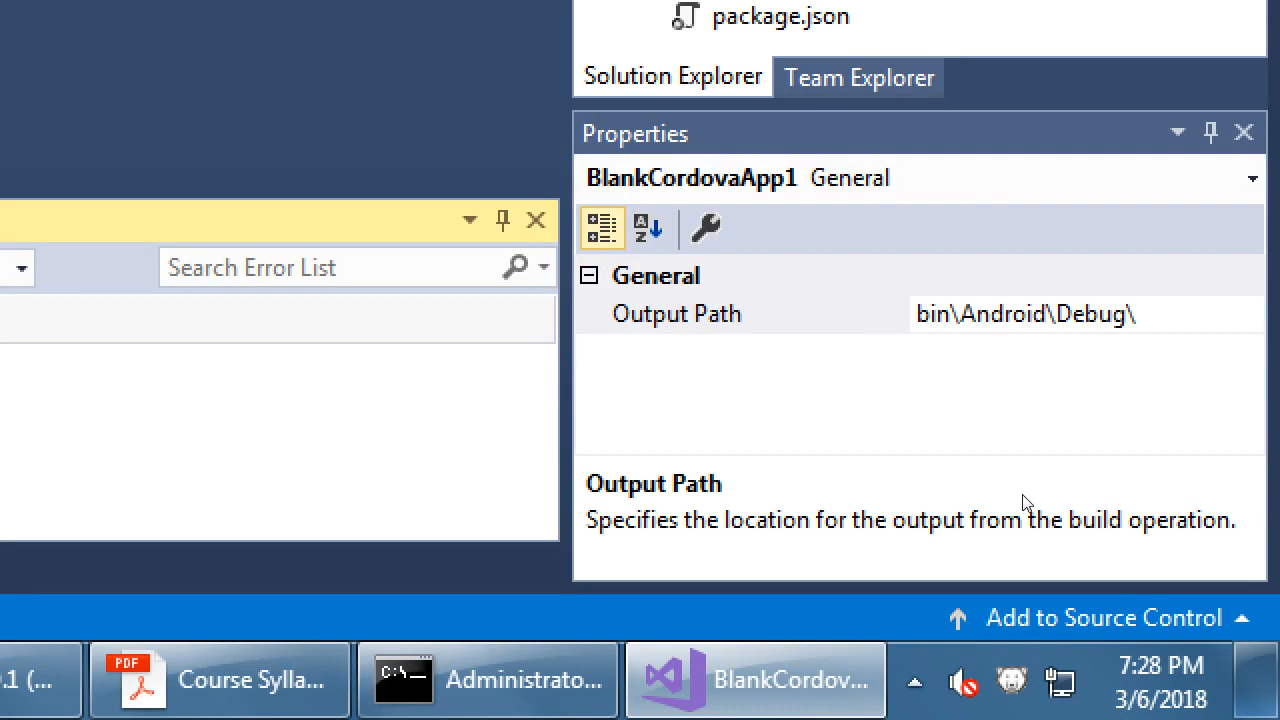 package.json
Solution Explorer
Team Explorer
Properties
BlankCordovaApp1 General
Search Error List
General
Output Path bin\Android\Debug\
Output Path
Specifies the location for the output from the build operation.
Add to Source Control
.1 (...
PDF
Course Sylla...
C:\
Administrato...
BlankCordov...
7:28 PM
3/6/2018